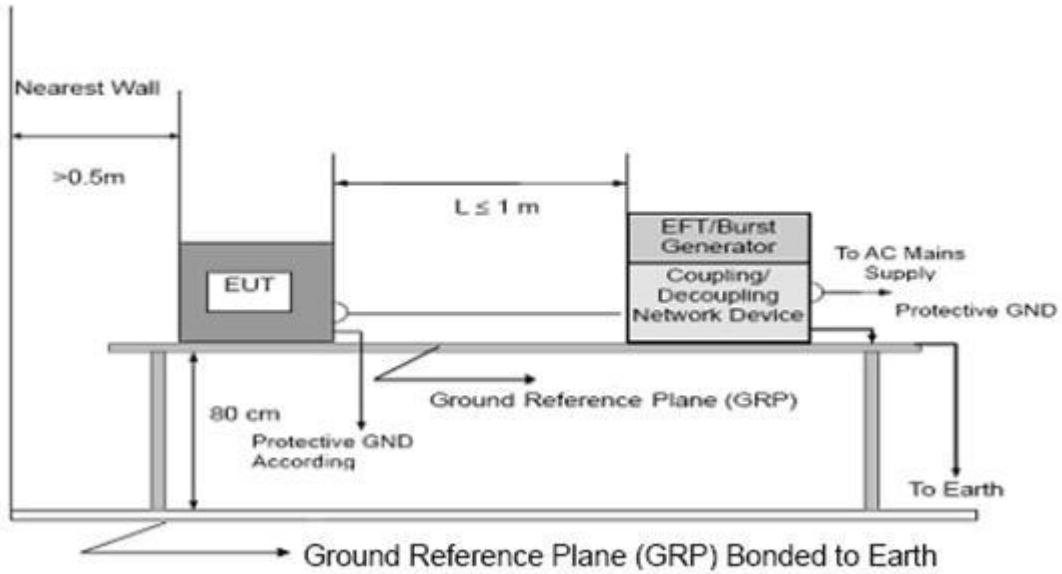 Nearest Wall
>0.5m
L ≤ 1 m
EFT/Burst
Generator
EUT
Coupling/
Decoupling
Network Device
To AC Mains
Supply
Protective GND
Ground Reference Plane (GRP)
80 cm
Protective GND
According
To Earth
Ground Reference Plane (GRP) Bonded to Earth